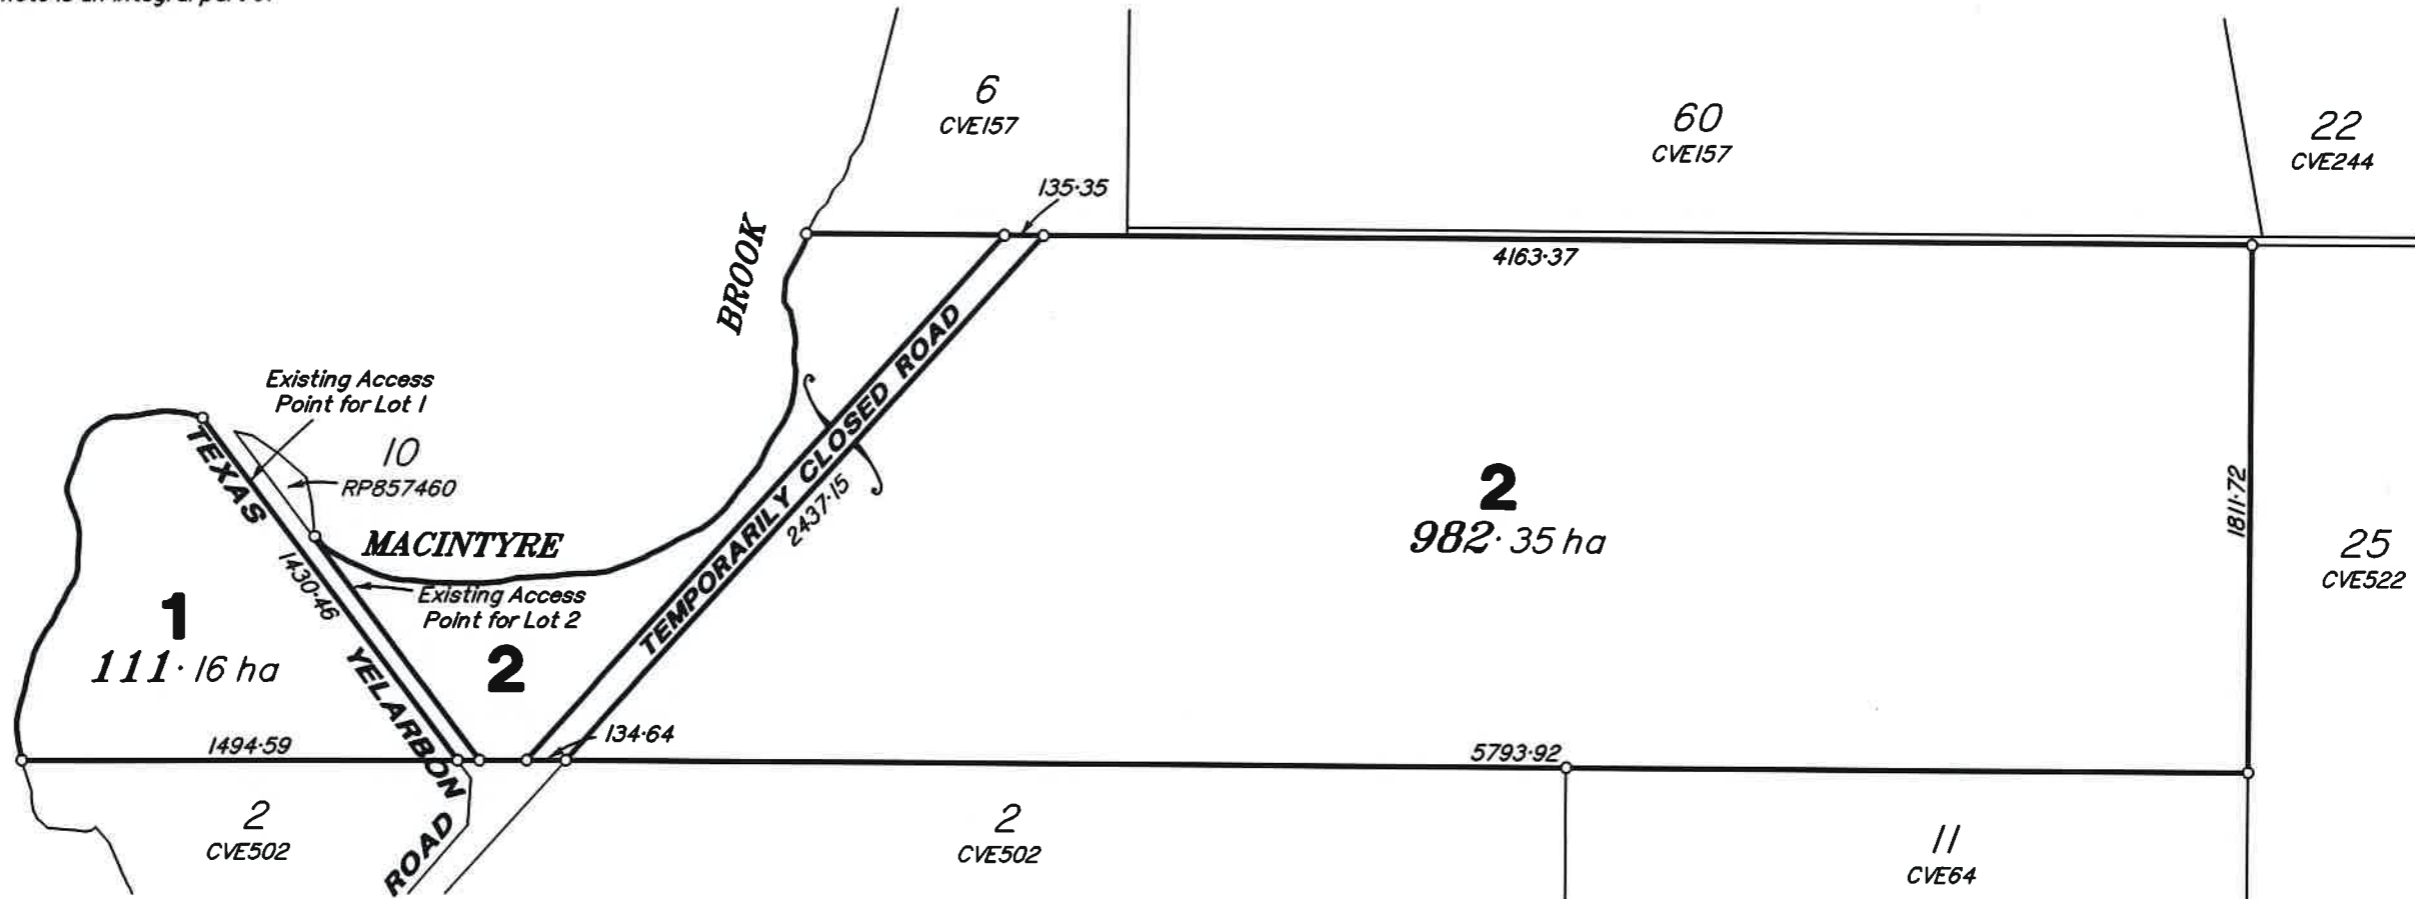 6
CVE157
60
CVE157
22
CVE244
135·35
BROOK
4163·37
TEMPORARILY CLOSED ROAD
2437·15
Existing Access
Point for Lot 1
10
RP857460
TEXAS
MACINTYRE
1430·46
Existing Access
Point for Lot 2
2
982·35 ha
1811·72
25
CVE522
1
111·16 ha
YELARBON
2
1494·59
134·64
5793·92
2
CVE502
ROAD
2
CVE502
11
CVE64